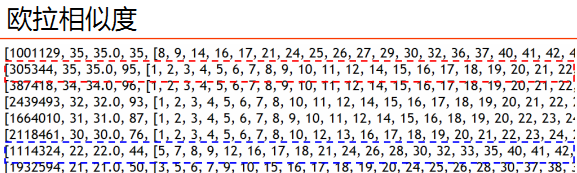 欧拉相似度
[1001129, 35, 35.0, 35, [8, 9, 14, 16, 17, 21, 24, 25, 26, 27, 29, 30, 32, 36, 37, 40, 41, 42, 4
[305344, 35, 35.0, 95, [1, 2, 3, 4, 5, 6, 7, 8, 9, 10, 11, 12, 14, 15, 16, 17, 18, 19, 20, 21, 22
[387418, 34, 34.0, 96, [1, 2, 3, 4, 5, 6, 7, 8, 9, 10, 11, 12, 14, 15, 16, 17, 18, 19, 20, 21, 22,
[2439493, 32, 32.0, 93, [1, 2, 3, 4, 5, 6, 7, 8, 10, 11, 12, 14, 15, 16, 17, 18, 19, 20, 21, 22,
[1664010, 31, 31.0, 87, [1, 2, 3, 4, 5, 6, 7, 8, 9, 10, 11, 12, 14, 15, 16, 18, 19, 20, 22, 23, 24
[2118461, 30, 30.0, 76, [1, 2, 3, 4, 6, 7, 8, 10, 12, 13, 16, 17, 18, 19, 20, 21, 22, 23, 24,
[1114324, 22, 22.0, 44, [5, 7, 8, 9, 12, 16, 17, 18, 21, 24, 26, 28, 30, 32, 33, 35, 40, 41, 42,
[1932594, 21, 21.0, 50, [3, 5, 6, 7, 9, 10, 15, 16, 17, 18, 19, 20, 24, 25, 26, 28, 30, 37, 38,